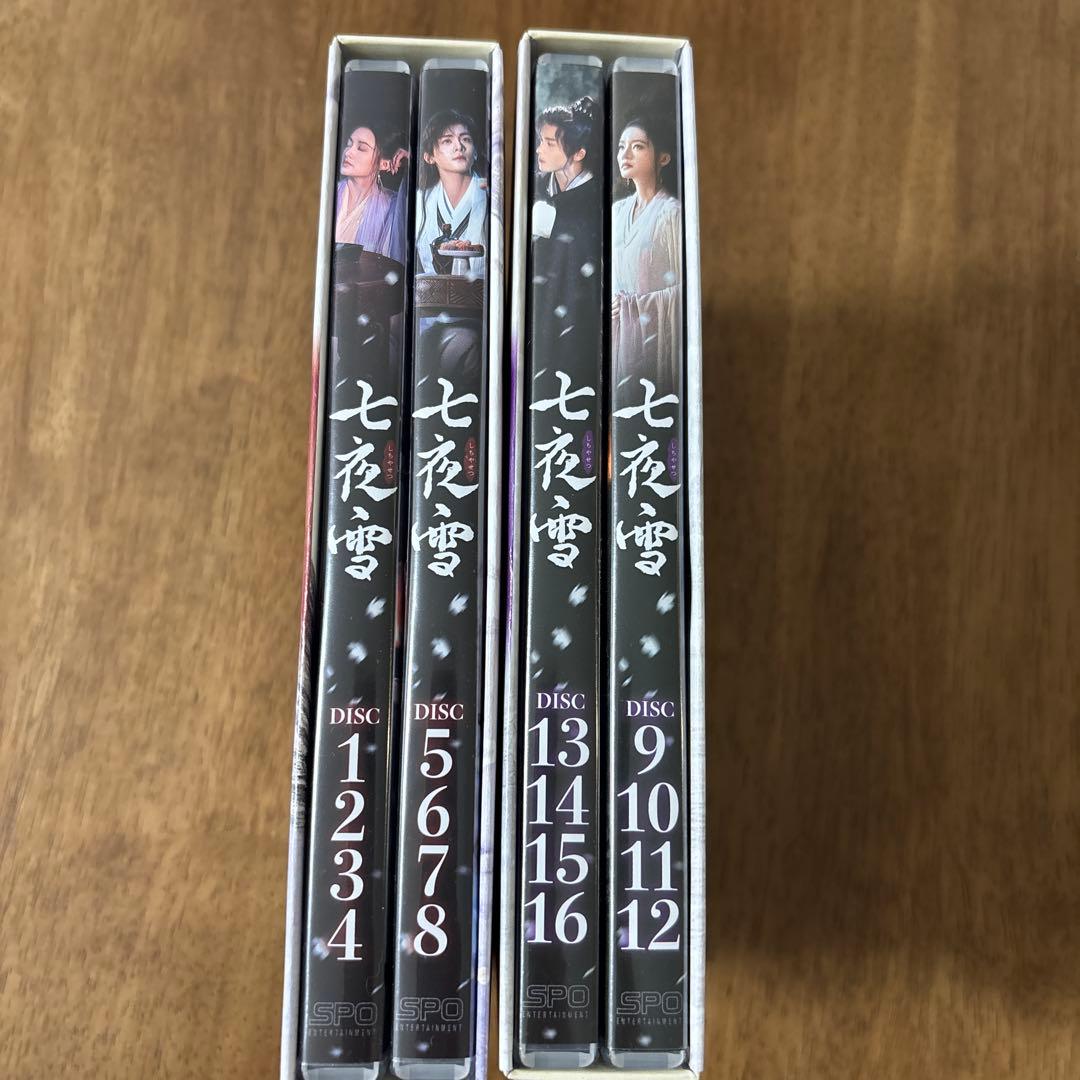 七夜雪
しちやせつ
DISC
1
2
3
4
SPO
ENTERTAINMENT
七夜雪
しちやせつ
DISC
5
6
7
8
SPO
ENTERTAINMENT
七夜雪
しちやせつ
DISC
13
14
15
16
SPO
ENTERTAINMENT
七夜雪
しちやせつ
DISC
9
10
11
12
SPO
ENTERTAINMENT